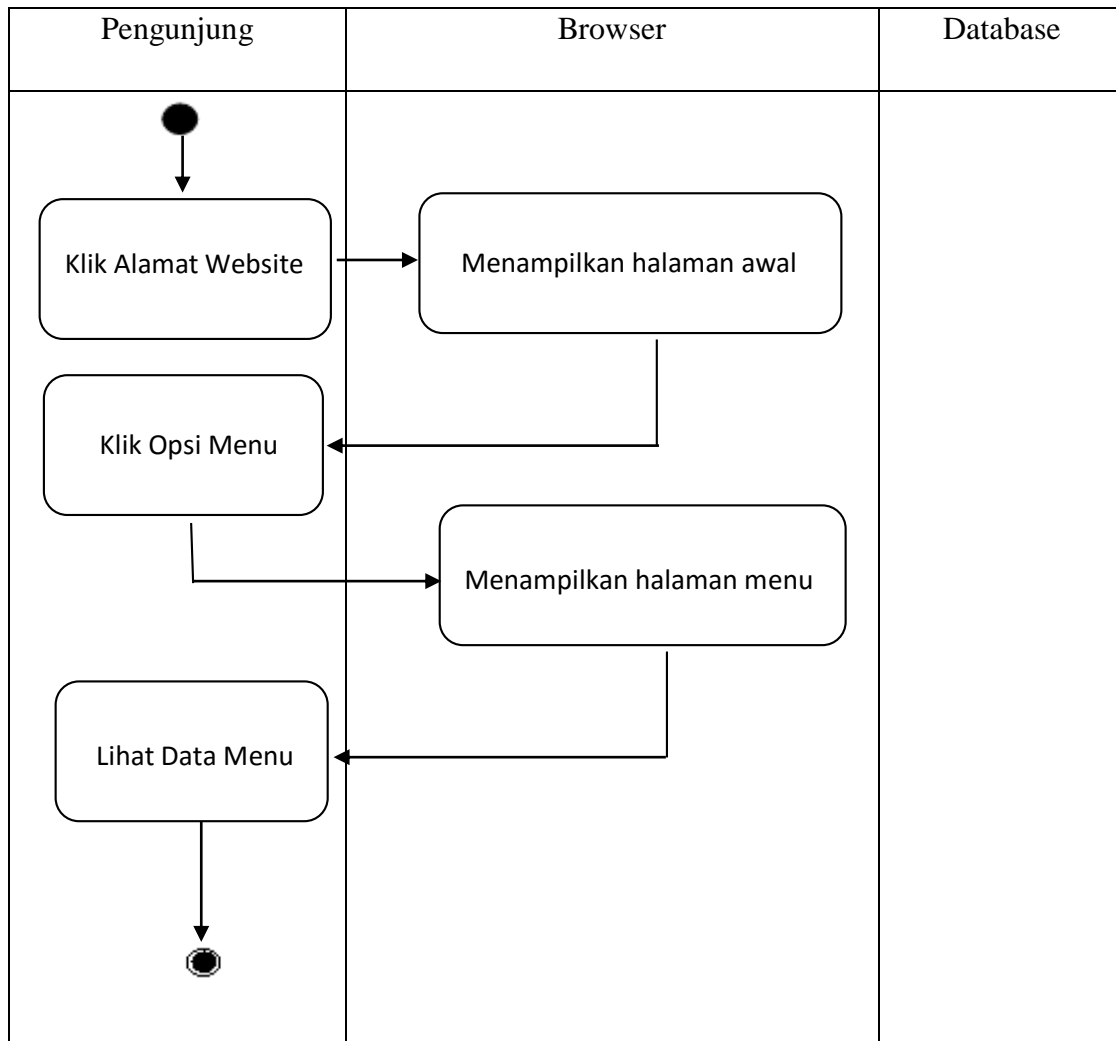 Pengunjung
Browser
Database
Klik Alamat Website
Menampilkan halaman awal
Klik Opsi Menu
Menampilkan halaman menu
Lihat Data Menu